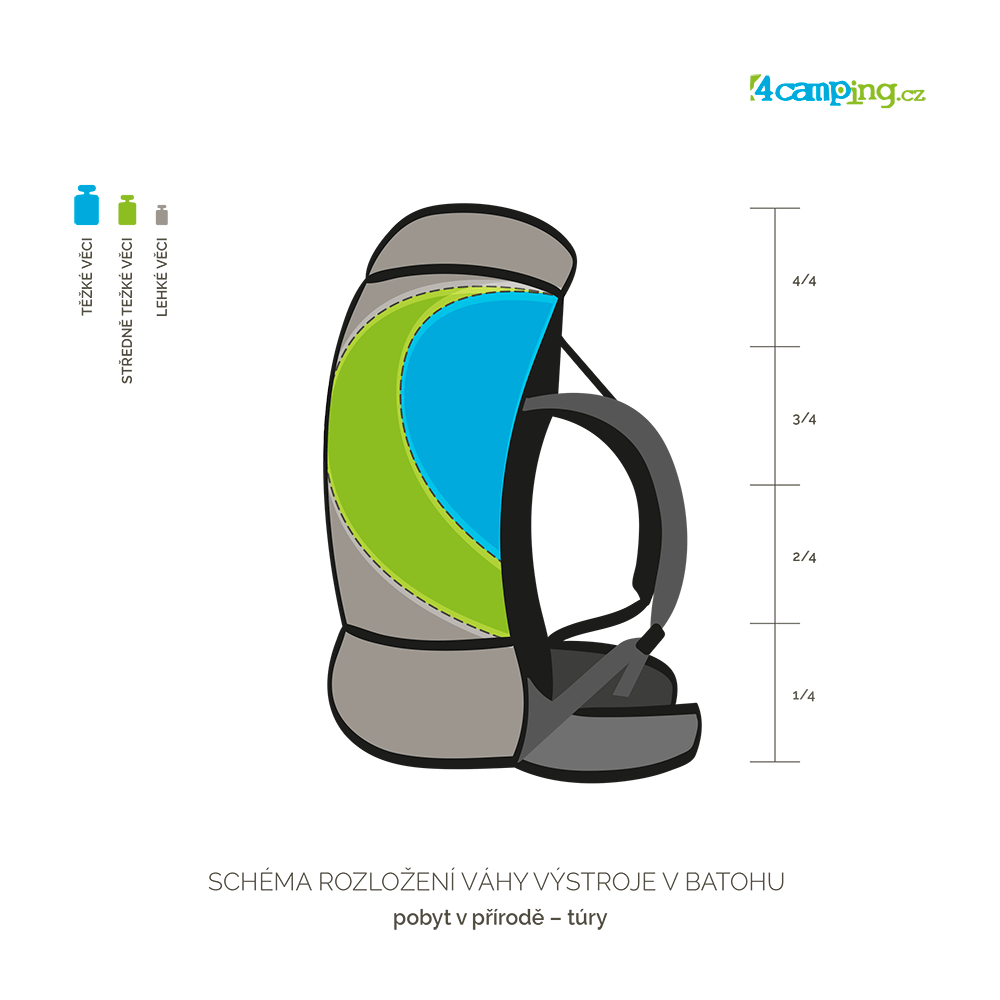 4camping.cz
TĚŽKÉ VĚCI
STŘEDNĚ TĚŽKÉ VĚCI
LEHKÉ VĚCI
4/4
3/4
2/4
1/4
SCHÉMA ROZLOŽENÍ VÁHY VÝSTROJE V BATOHU
pobyt v přírodě – túry